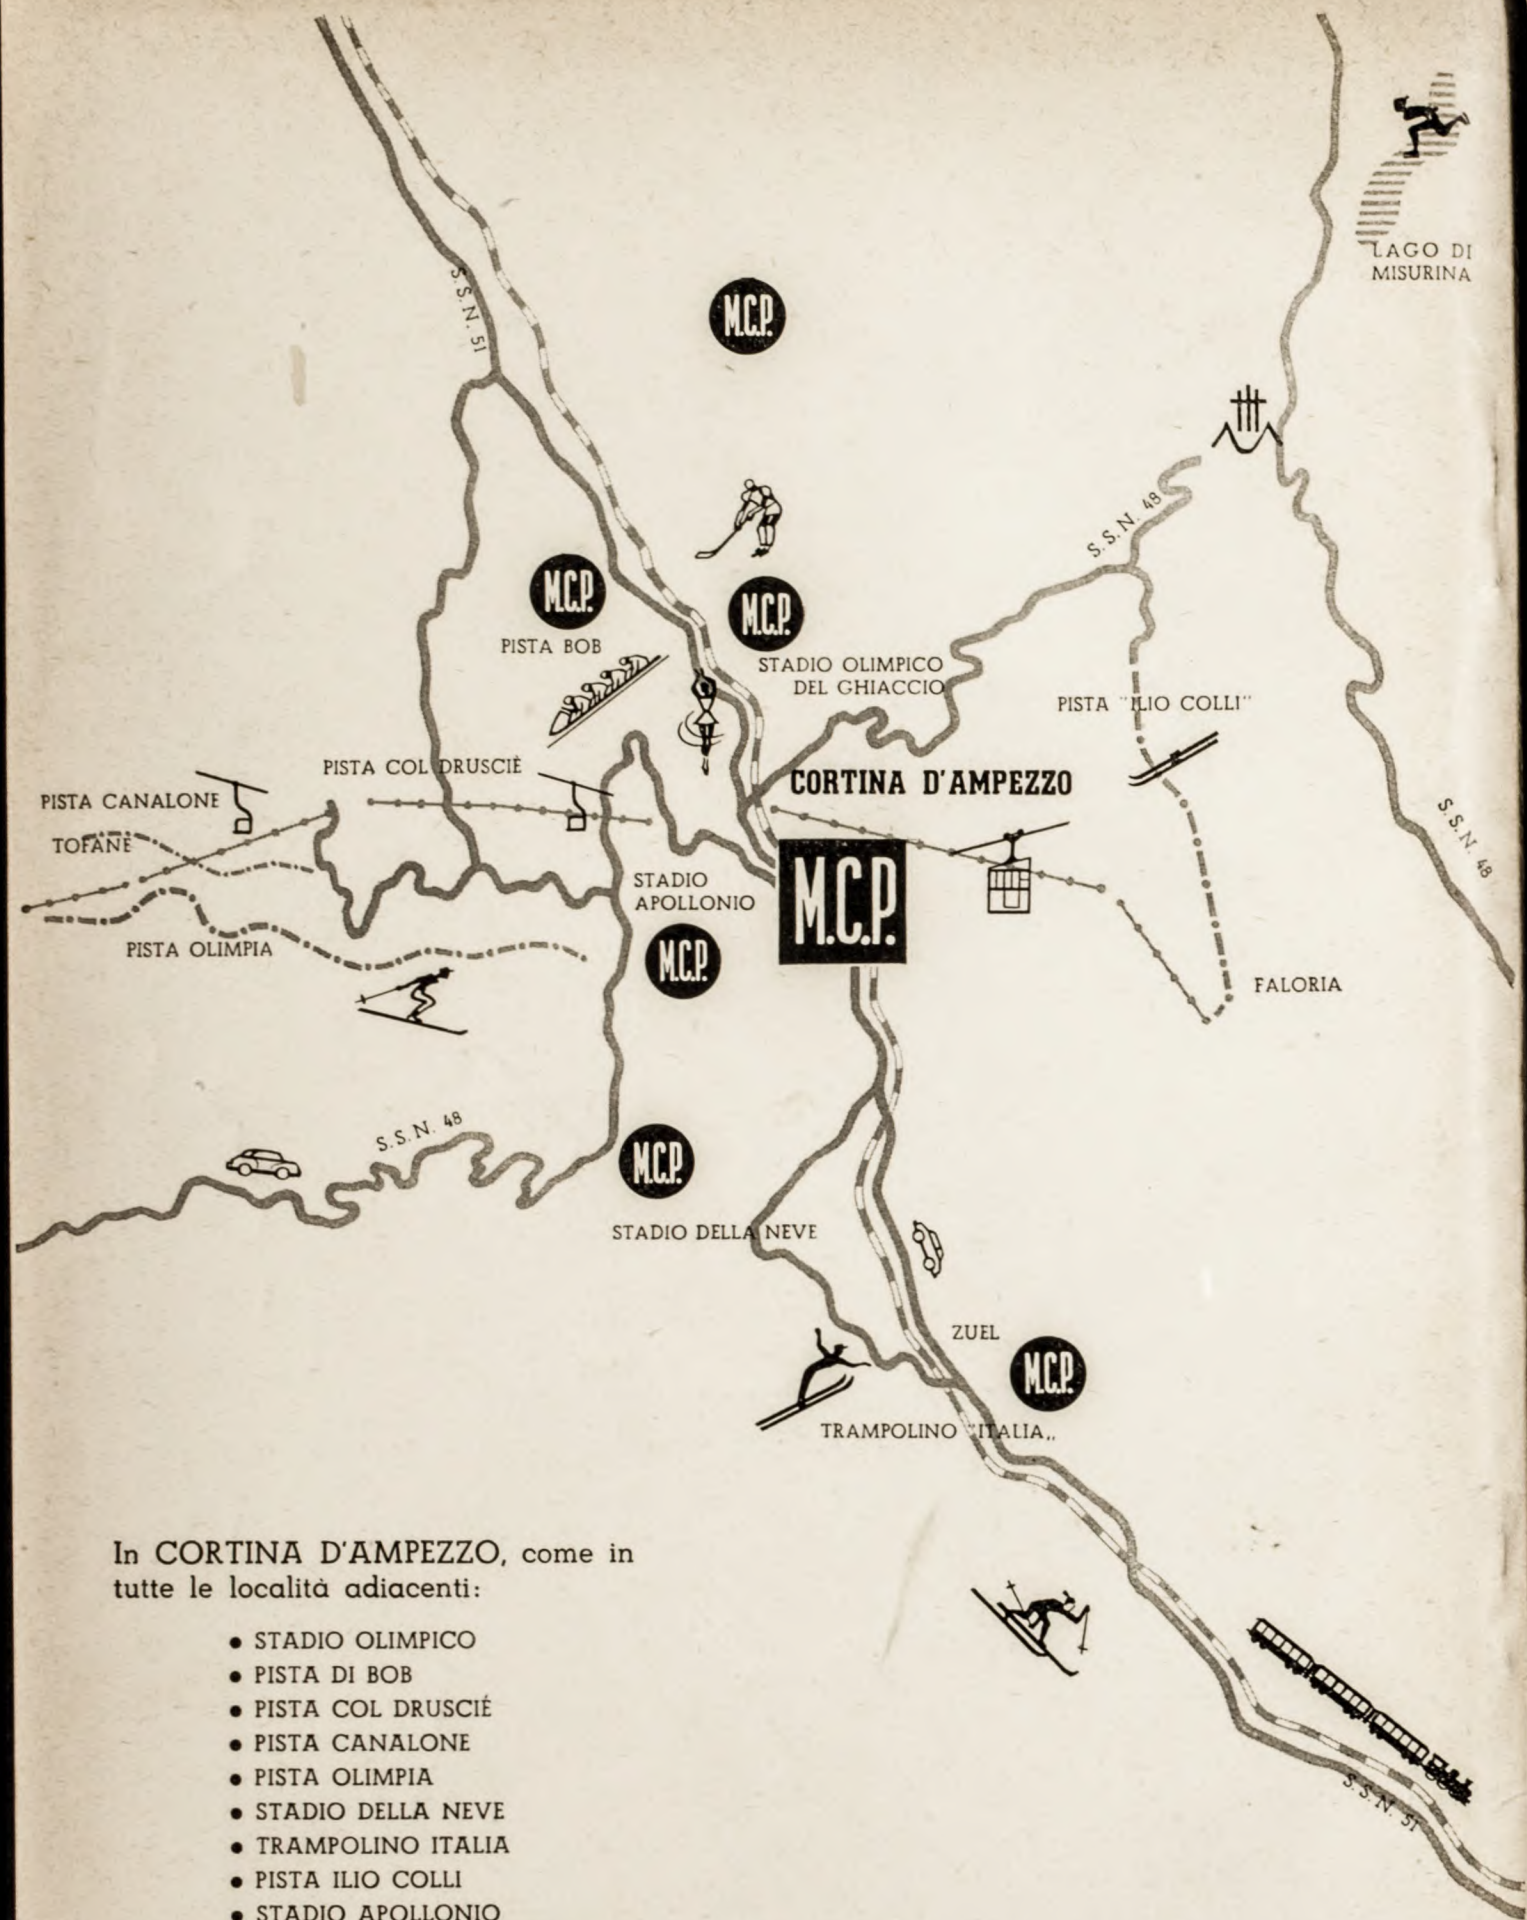 LAGO DI
MISURINA
S.S.N. 51
M.C.P.
S.S.N. 48
M.C.P.
M.C.P.
PISTA BOB
STADIO OLIMPICO
DEL GHIACCIO
PISTA "ILIO COLLI"
PISTA COL DRUSCIÈ
CORTINA D'AMPEZZO
PISTA CANALONE
TOFANE
S.S.N. 48
STADIO
APOLLONIO
M.C.P.
PISTA OLIMPIA
M.C.P.
FALORIA
S.S.N. 48
M.C.P.
STADIO DELLA NEVE
ZUEL
M.C.P.
TRAMPOLINO "ITALIA„
In CORTINA D'AMPEZZO, come in
tutte le località adiacenti:
• STADIO OLIMPICO
• PISTA DI BOB
• PISTA COL DRUSCIÉ
• PISTA CANALONE
• PISTA OLIMPIA
• STADIO DELLA NEVE
• TRAMPOLINO ITALIA
• PISTA ILIO COLLI
• STADIO APOLLONIO
S.S.N. 51